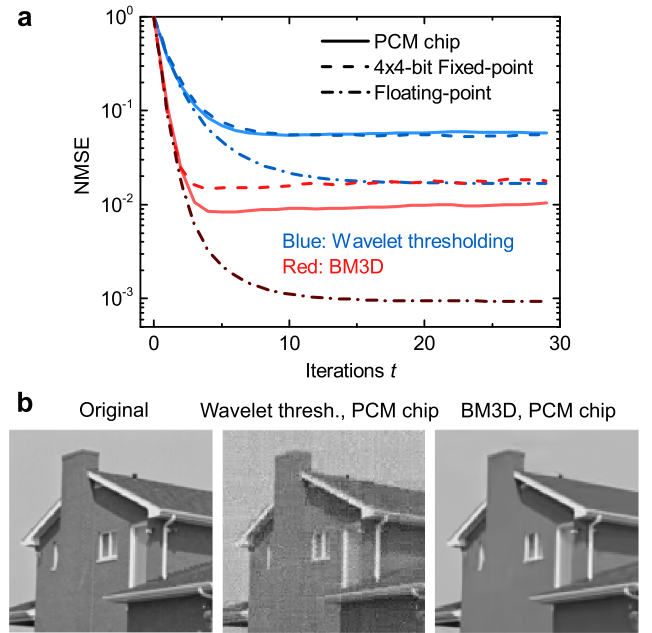 a
10⁰
10⁻¹
10⁻²
10⁻³
NMSE
PCM chip
4x4-bit Fixed-point
Floating-point
Blue: Wavelet thresholding
Red: BM3D
0 10 20 30
Iterations t
b
Original Wavelet thresh., PCM chip BM3D, PCM chip